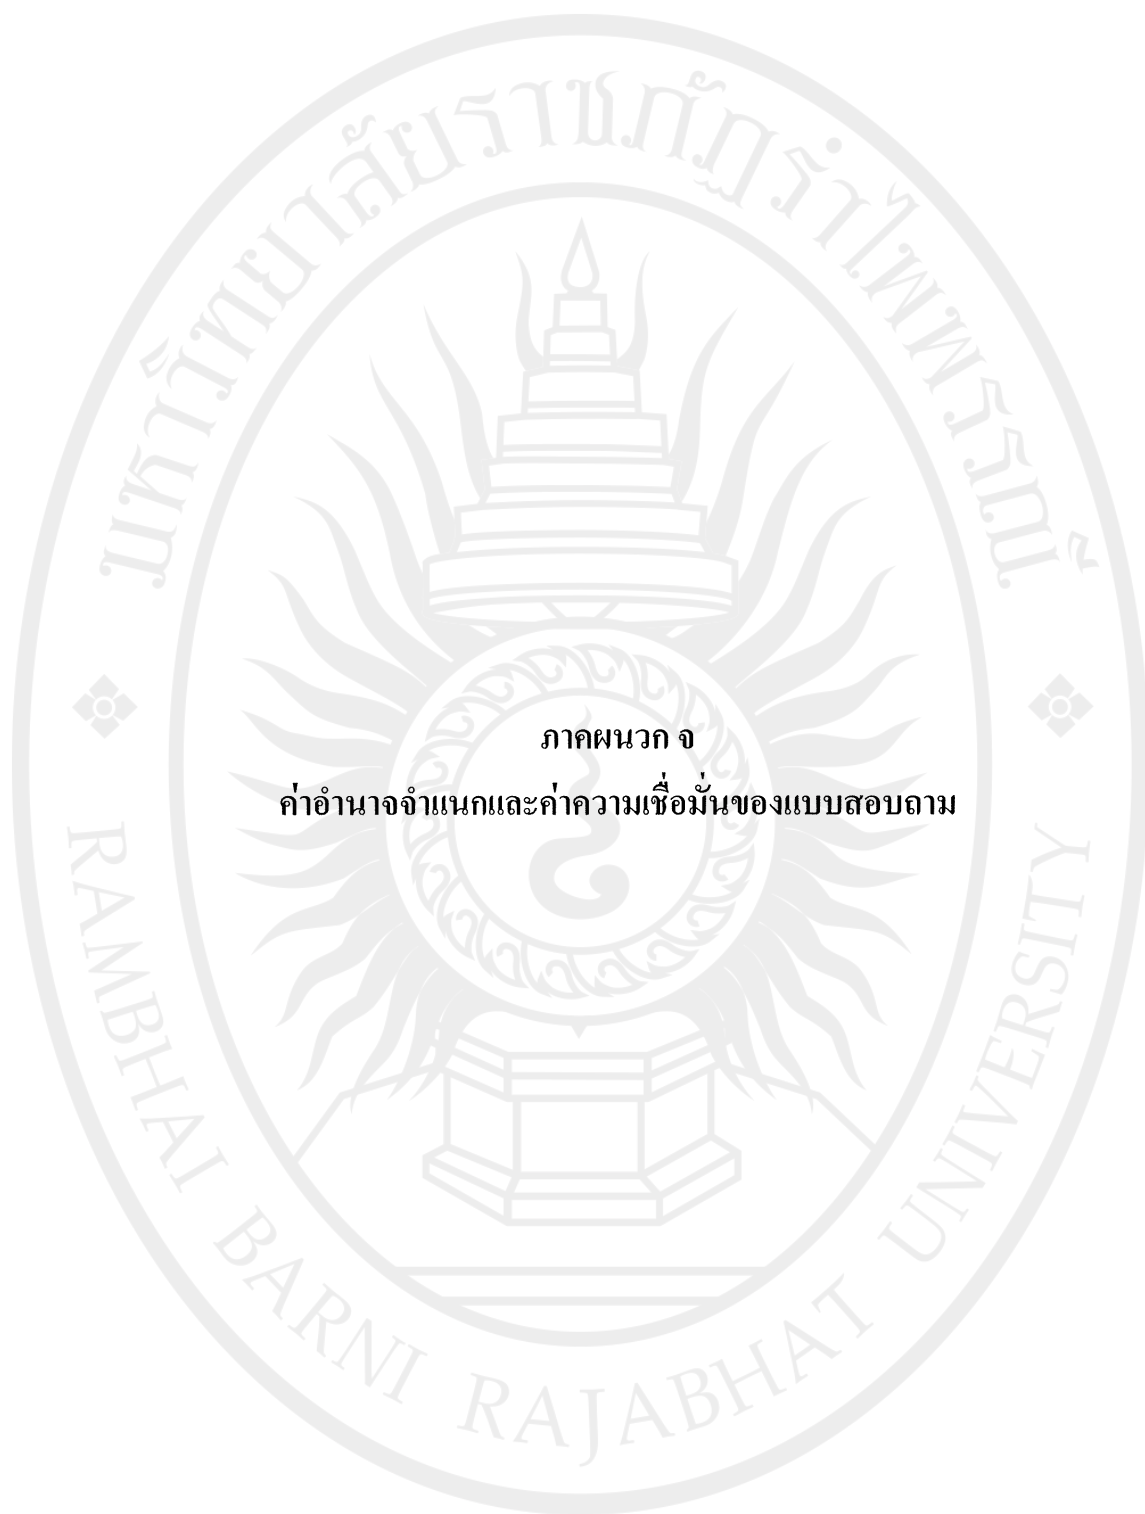 มหาวิทยาลัยราชภัฏรำไพพรรณี
ภาคผนวก จ
ค่าอำนาจจำแนกและค่าความเชื่อมั่นของแบบสอบถาม
RAMBHAI BARNI RAJABHAT UNIVERSITY